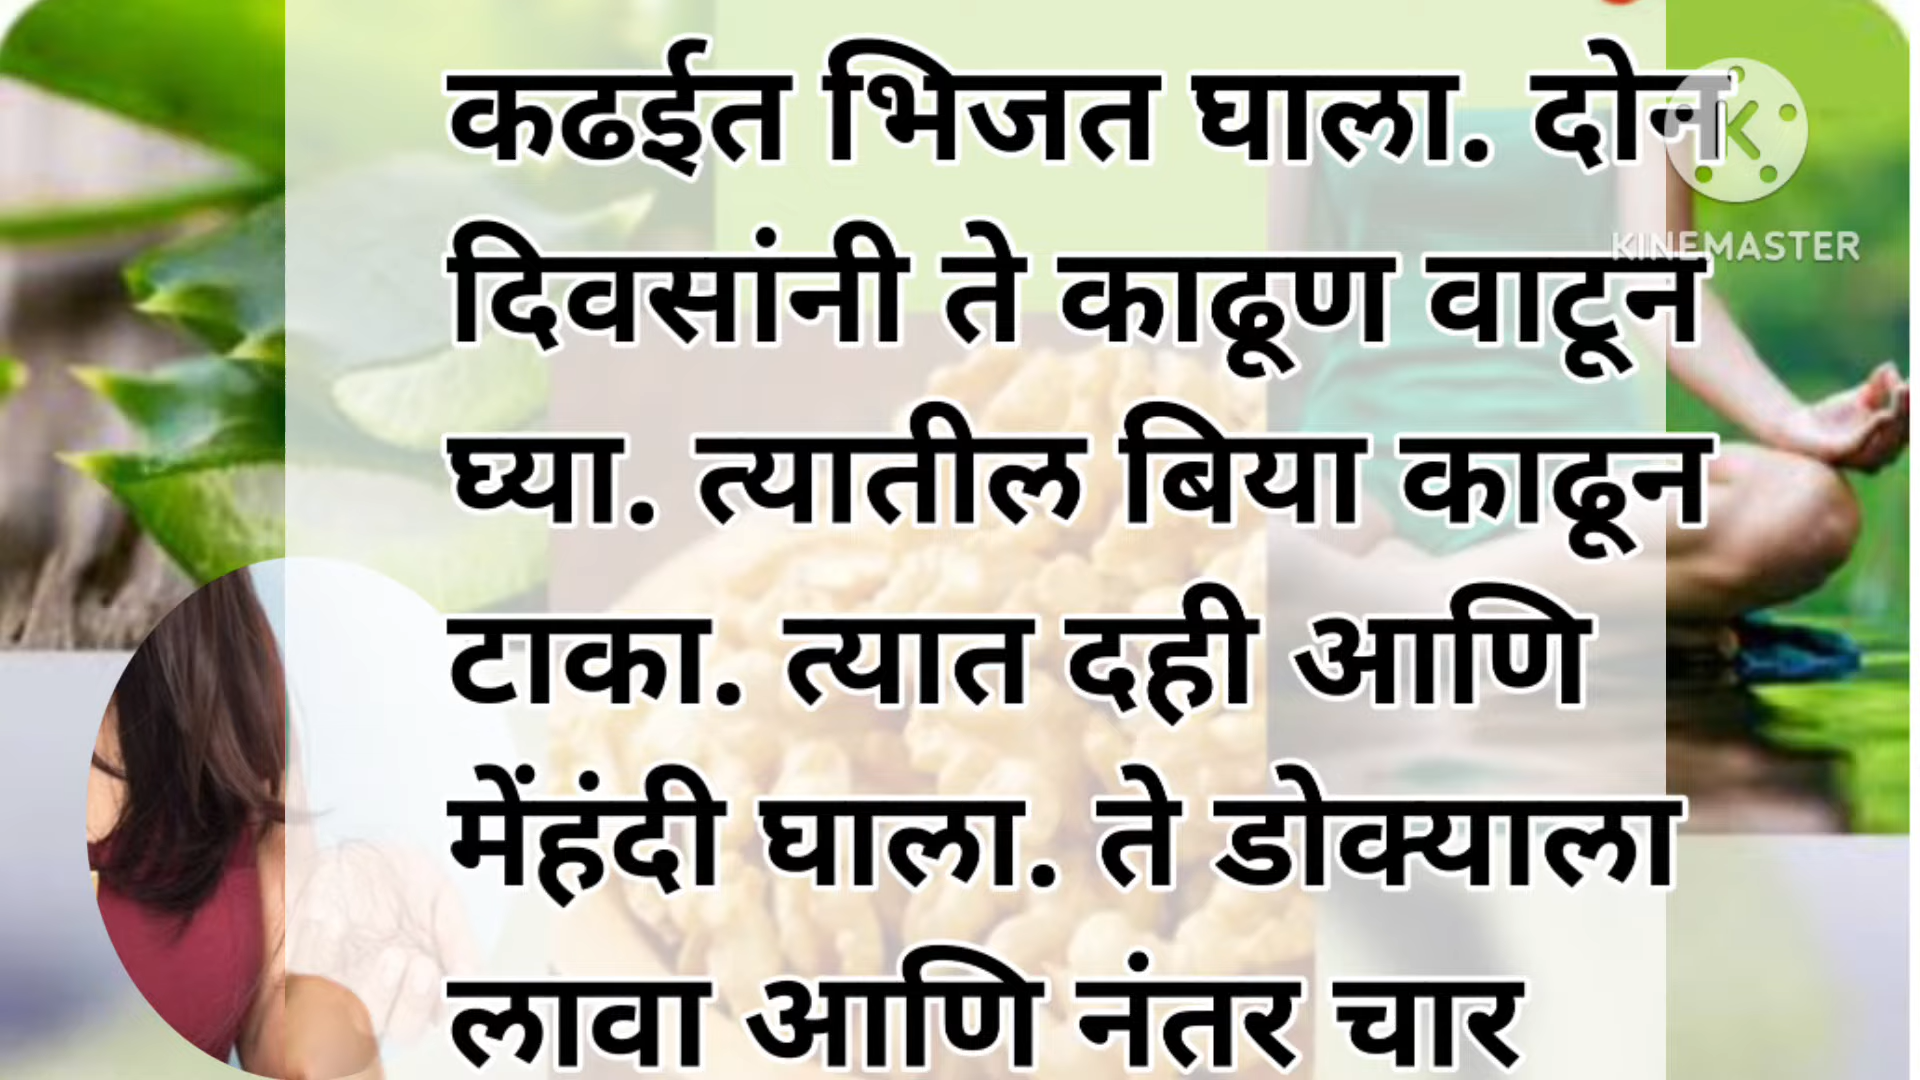 कढईत भिजत घाला. दोन
दिवसांनी ते काढूण वाटून
घ्या. त्यातील बिया काढून
टाका. त्यात दही आणि
मेंहंदी घाला. ते डोक्याला
लावा आणि नंतर चार
K
KINEMASTER